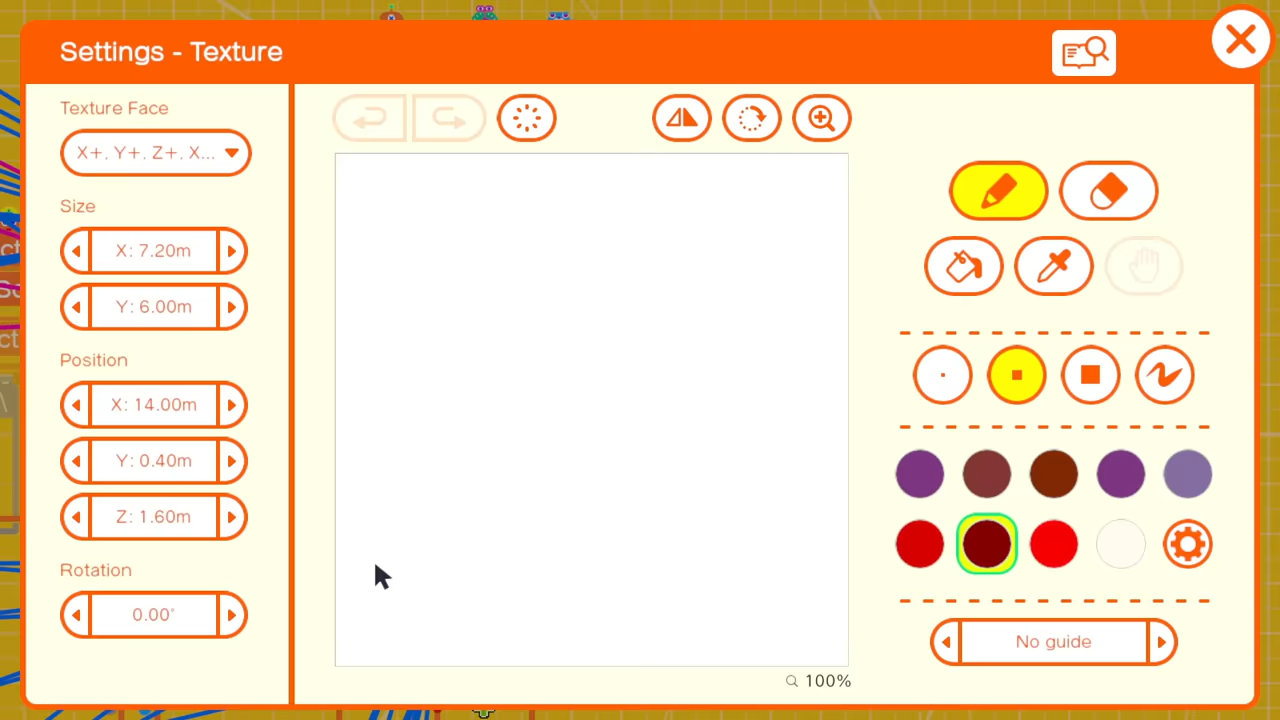 Settings - Texture
Texture Face
X+, Y+, Z+, X...
Size
X: 7.20m
Y: 6.00m
Position
X: 14.00m
Y: 0.40m
Z: 1.60m
Rotation
0.00°
100%
No guide